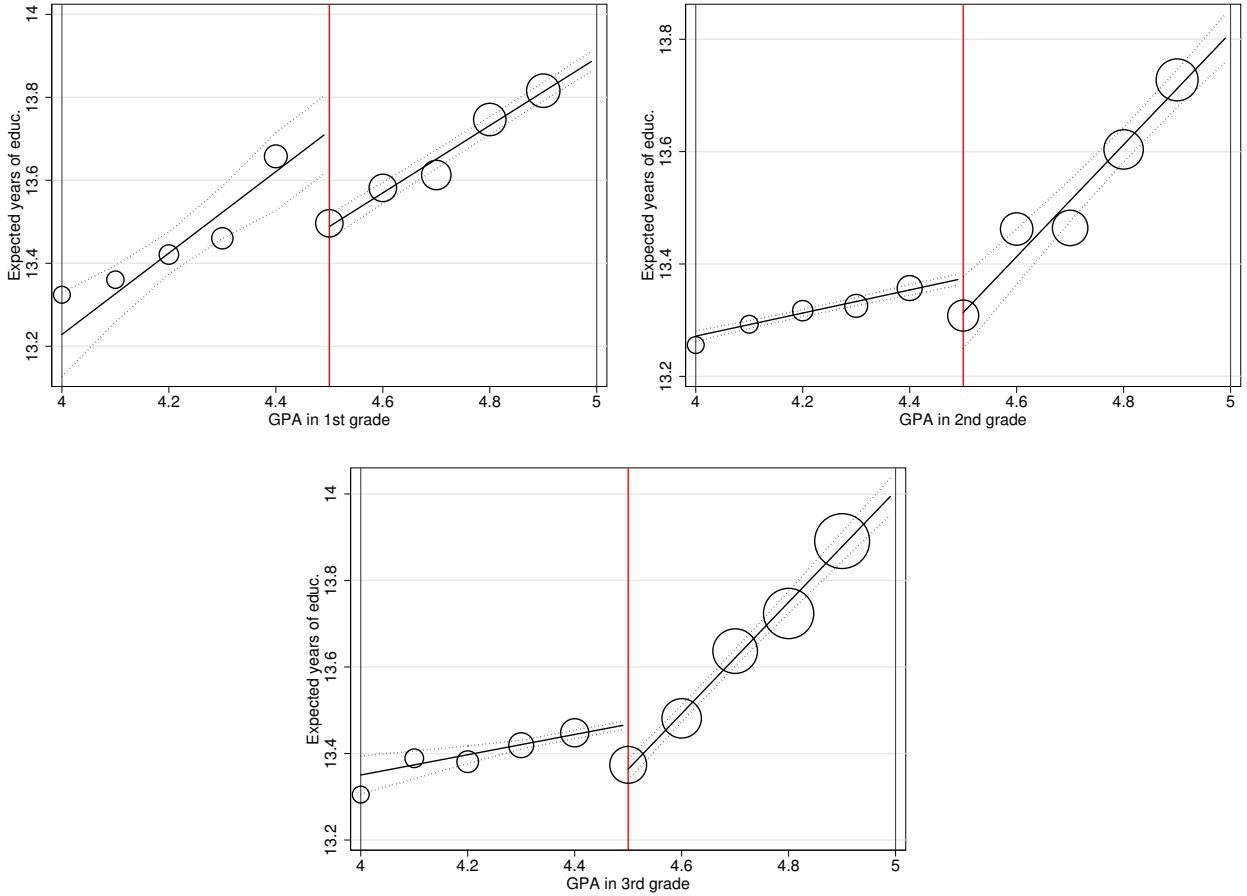 Expected years of educ.
14
13.8
13.6
13.4
13.2
4 4.2 4.4 4.6 4.8 5
GPA in 1st grade
Expected years of educ.
13.8
13.6
13.4
13.2
4 4.2 4.4 4.6 4.8 5
GPA in 2nd grade
Expected years of educ.
14
13.8
13.6
13.4
13.2
4 4.2 4.4 4.6 4.8 5
GPA in 3rd grade